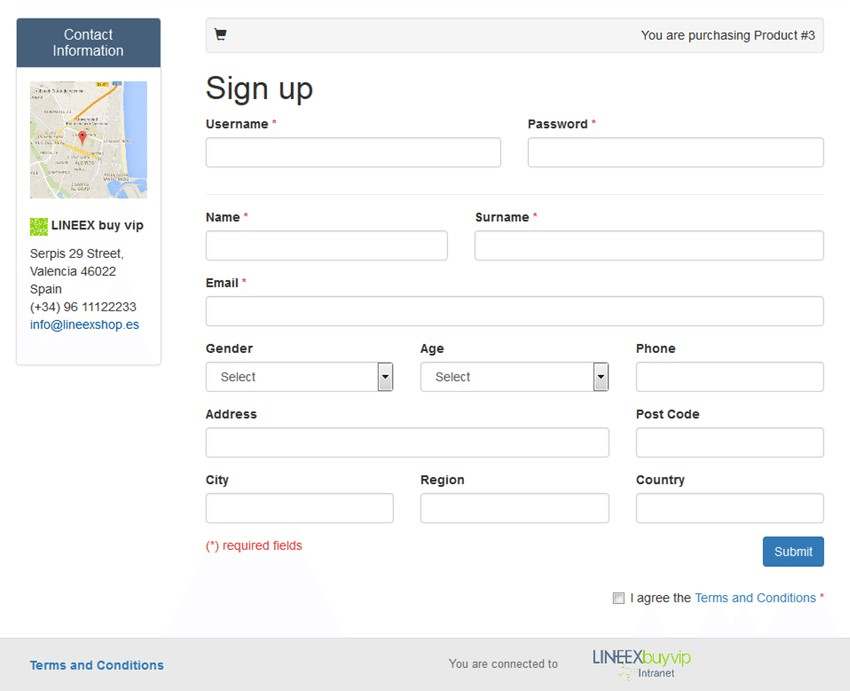 Contact
Information
LINEEX buy vip
Serpis 29 Street,
Valencia 46022
Spain
(+34) 96 11122233
info@lineexshop.es
You are purchasing Product #3
Sign up
Username *
Password *
Name *
Surname *
Email *
Gender
Age
Phone
Select
Select
Address
Post Code
City
Region
Country
(*) required fields
Submit
I agree the Terms and Conditions *
Terms and Conditions
You are connected to
LINEEXbuyvip
Intranet